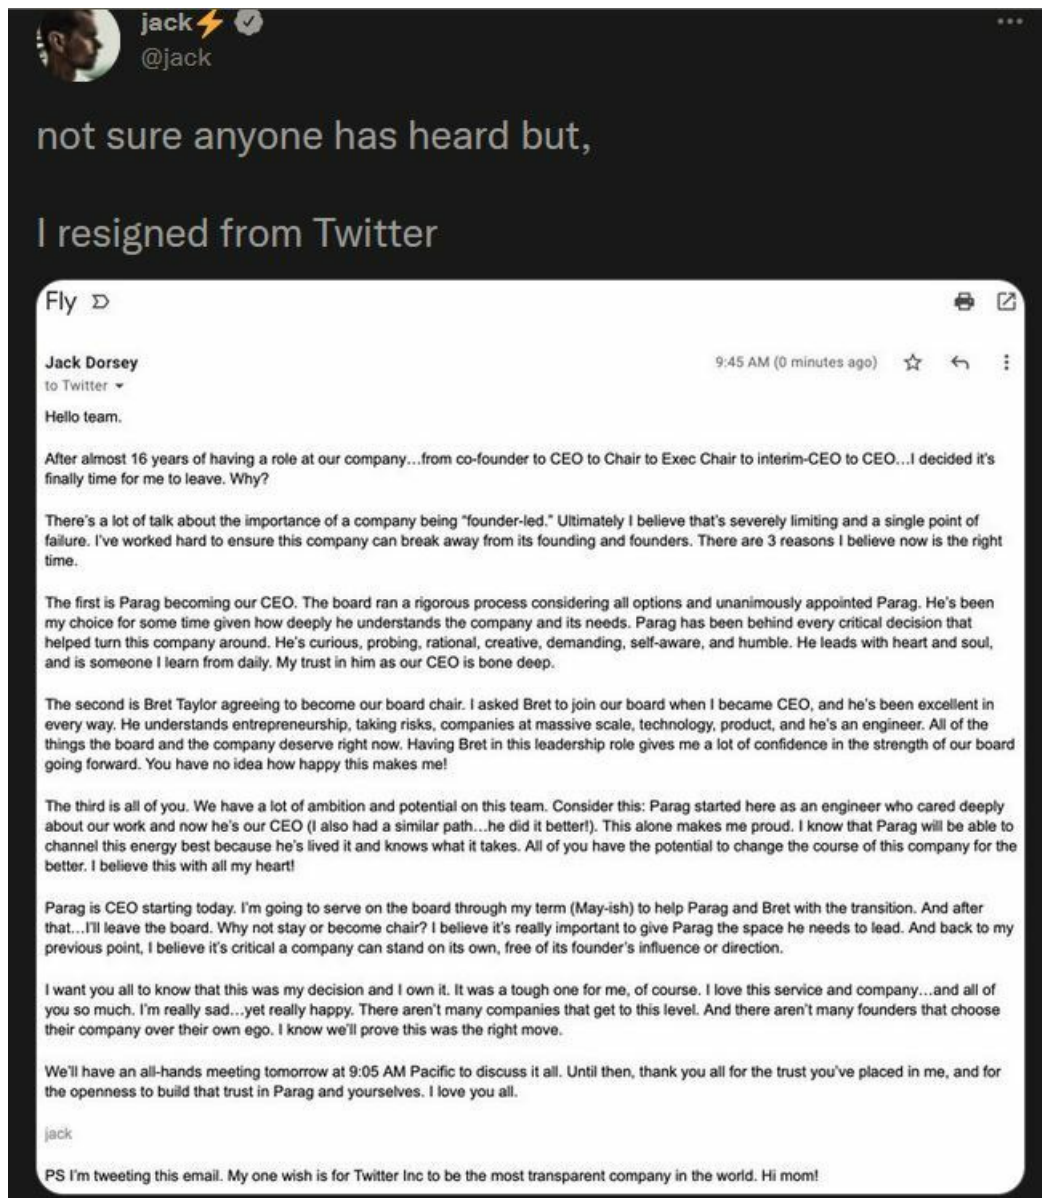 jack⚡
@jack
not sure anyone has heard but,
I resigned from Twitter
Fly
Jack Dorsey
9:45 AM (0 minutes ago)
to Twitter
Hello team.
After almost 16 years of having a role at our company...from co-founder to CEO to Chair to Exec Chair to interim-CEO to CEO...I decided it's
finally time for me to leave. Why?
There's a lot of talk about the importance of a company being "founder-led." Ultimately I believe that's severely limiting and a single point of
failure. I've worked hard to ensure this company can break away from its founding and founders. There are 3 reasons I believe now is the right
time.
The first is Parag becoming our CEO. The board ran a rigorous process considering all options and unanimously appointed Parag. He's been
my choice for some time given how deeply he understands the company and its needs. Parag has been behind every critical decision that
helped turn this company around. He's curious, probing, rational, creative, demanding, self-aware, and humble. He leads with heart and soul,
and is someone I learn from daily. My trust in him as our CEO is bone deep.
The second is Bret Taylor agreeing to become our board chair. I asked Bret to join our board when I became CEO, and he's been excellent in
every way. He understands entrepreneurship, taking risks, companies at massive scale, technology, product, and he's an engineer. All of the
things the board and the company deserve right now. Having Bret in this leadership role gives me a lot of confidence in the strength of our board
going forward. You have no idea how happy this makes me!
The third is all of you. We have a lot of ambition and potential on this team. Consider this: Parag started here as an engineer who cared deeply
about our work and now he's our CEO (I also had a similar path...he did it better!). This alone makes me proud. I know that Parag will be able to
channel this energy best because he's lived it and knows what it takes. All of you have the potential to change the course of this company for the
better. I believe this with all my heart!
Parag is CEO starting today. I'm going to serve on the board through my term (May-ish) to help Parag and Bret with the transition. And after
that...I'll leave the board. Why not stay or become chair? I believe it's really important to give Parag the space he needs to lead. And back to my
previous point, I believe it's critical a company can stand on its own, free of its founder's influence or direction.
I want you all to know that this was my decision and I own it. It was a tough one for me, of course. I love this service and company...and all of
you so much. I'm really sad...yet really happy. There aren't many companies that get to this level. And there aren't many founders that choose
their company over their own ego. I know we'll prove this was the right move.
We'll have an all-hands meeting tomorrow at 9:05 AM Pacific to discuss it all. Until then, thank you all for the trust you've placed in me, and for
the openness to build that trust in Parag and yourselves. I love you all.
jack
PS I'm tweeting this email. My one wish is for Twitter Inc to be the most transparent company in the world. Hi mom!